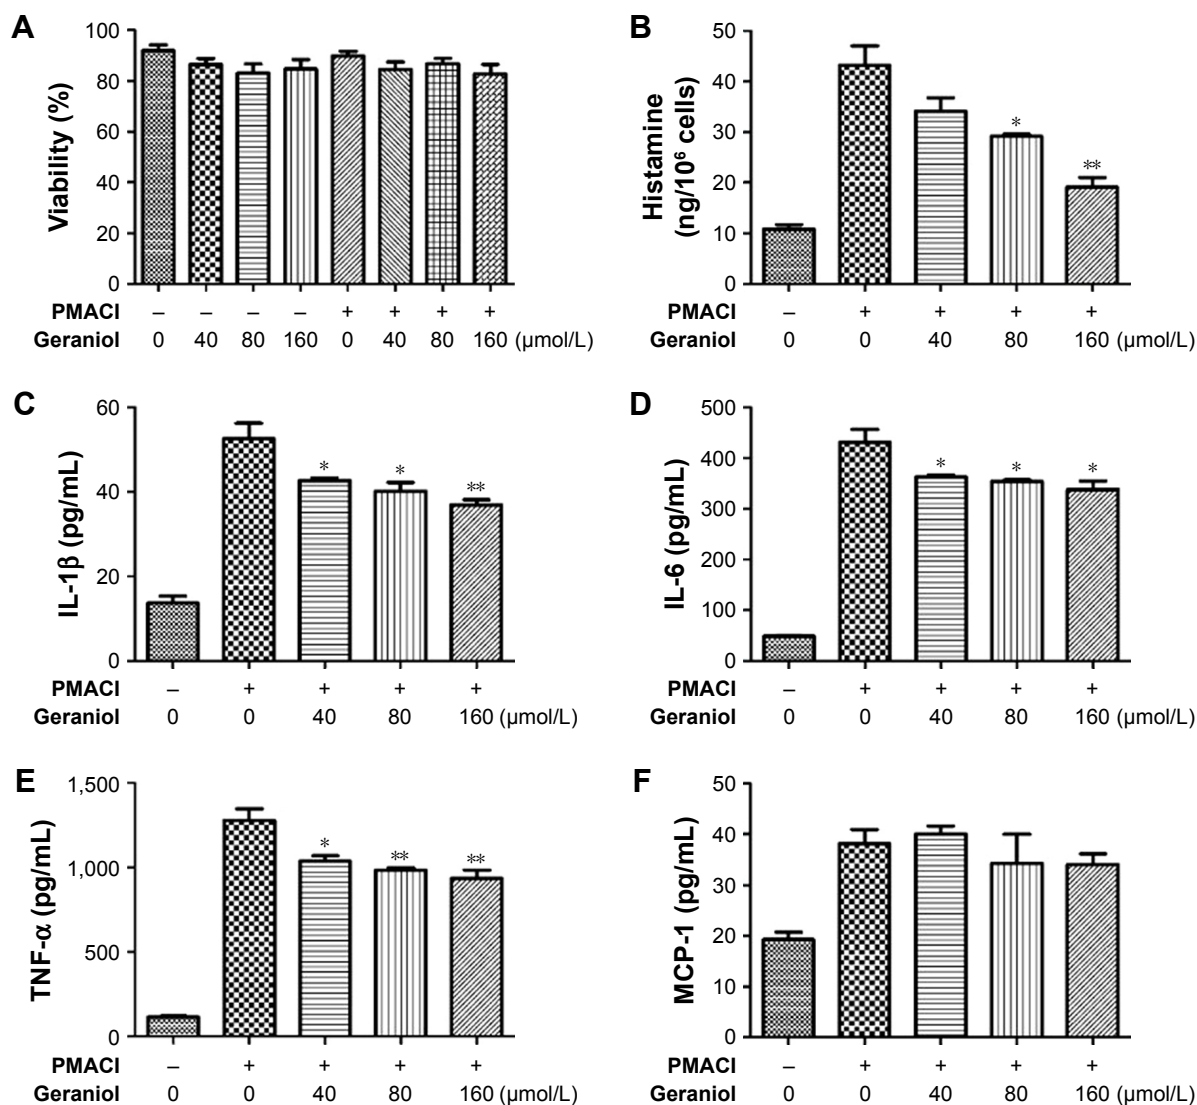 A
Viability (%)
100
80
60
40
20
0
PMACI – – – – + + + +
Geraniol 0 40 80 160 0 40 80 160 (μmol/L)
B
Histamine
(ng/10⁶ cells)
50
40
30
20
10
0
*
**
PMACI – + + + +
Geraniol 0 0 40 80 160 (μmol/L)
C
IL-1β (pg/mL)
60
40
20
0
*
*
**
PMACI – + + + +
Geraniol 0 0 40 80 160 (μmol/L)
D
IL-6 (pg/mL)
500
400
300
200
100
0
*
*
*
PMACI – + + + +
Geraniol 0 0 40 80 160 (μmol/L)
E
TNF-α (pg/mL)
1,500
1,000
500
0
*
**
**
PMACI – + + + +
Geraniol 0 0 40 80 160 (μmol/L)
F
MCP-1 (pg/mL)
50
40
30
20
10
0
PMACI – + + + +
Geraniol 0 0 40 80 160 (μmol/L)